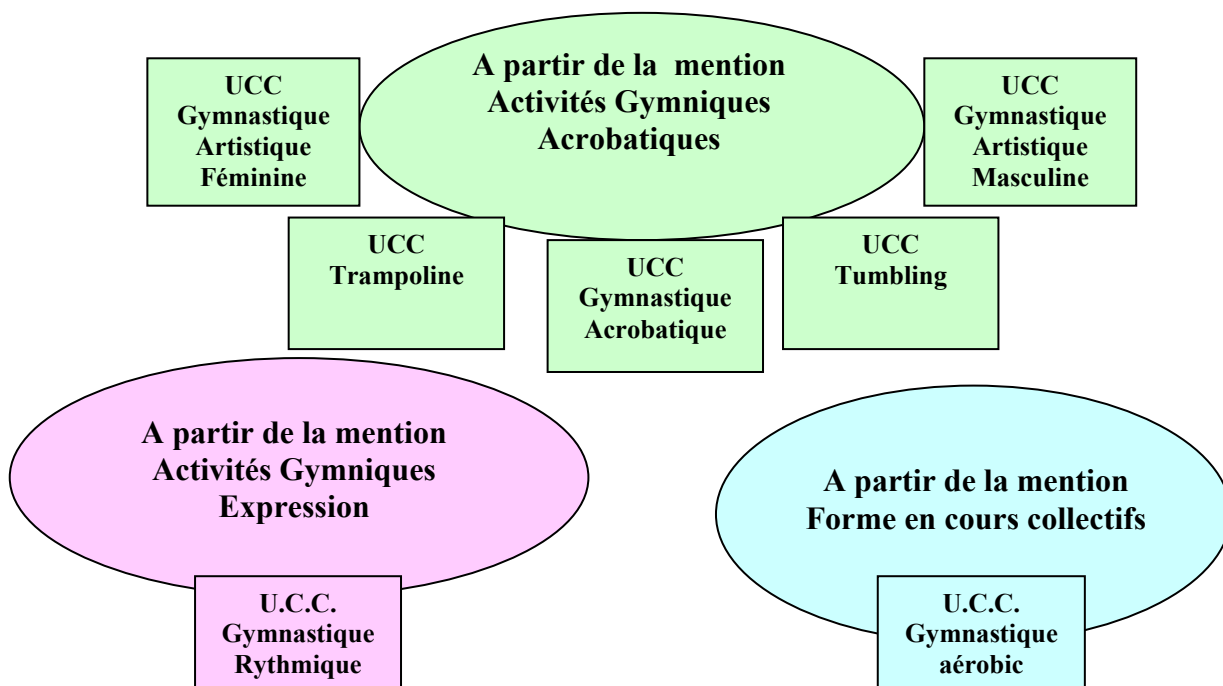 A partir de la mention
Activités Gymniques
Acrobatiques
UCC
Gymnastique
Artistique
Féminine
UCC
Gymnastique
Artistique
Masculine
UCC
Trampoline
UCC
Gymnastique
Acrobatique
UCC
Tumbling
A partir de la mention
Activités Gymniques
Expression
U.C.C.
Gymnastique
Rythmique
A partir de la mention
Forme en cours collectifs
U.C.C.
Gymnastique
aérobic